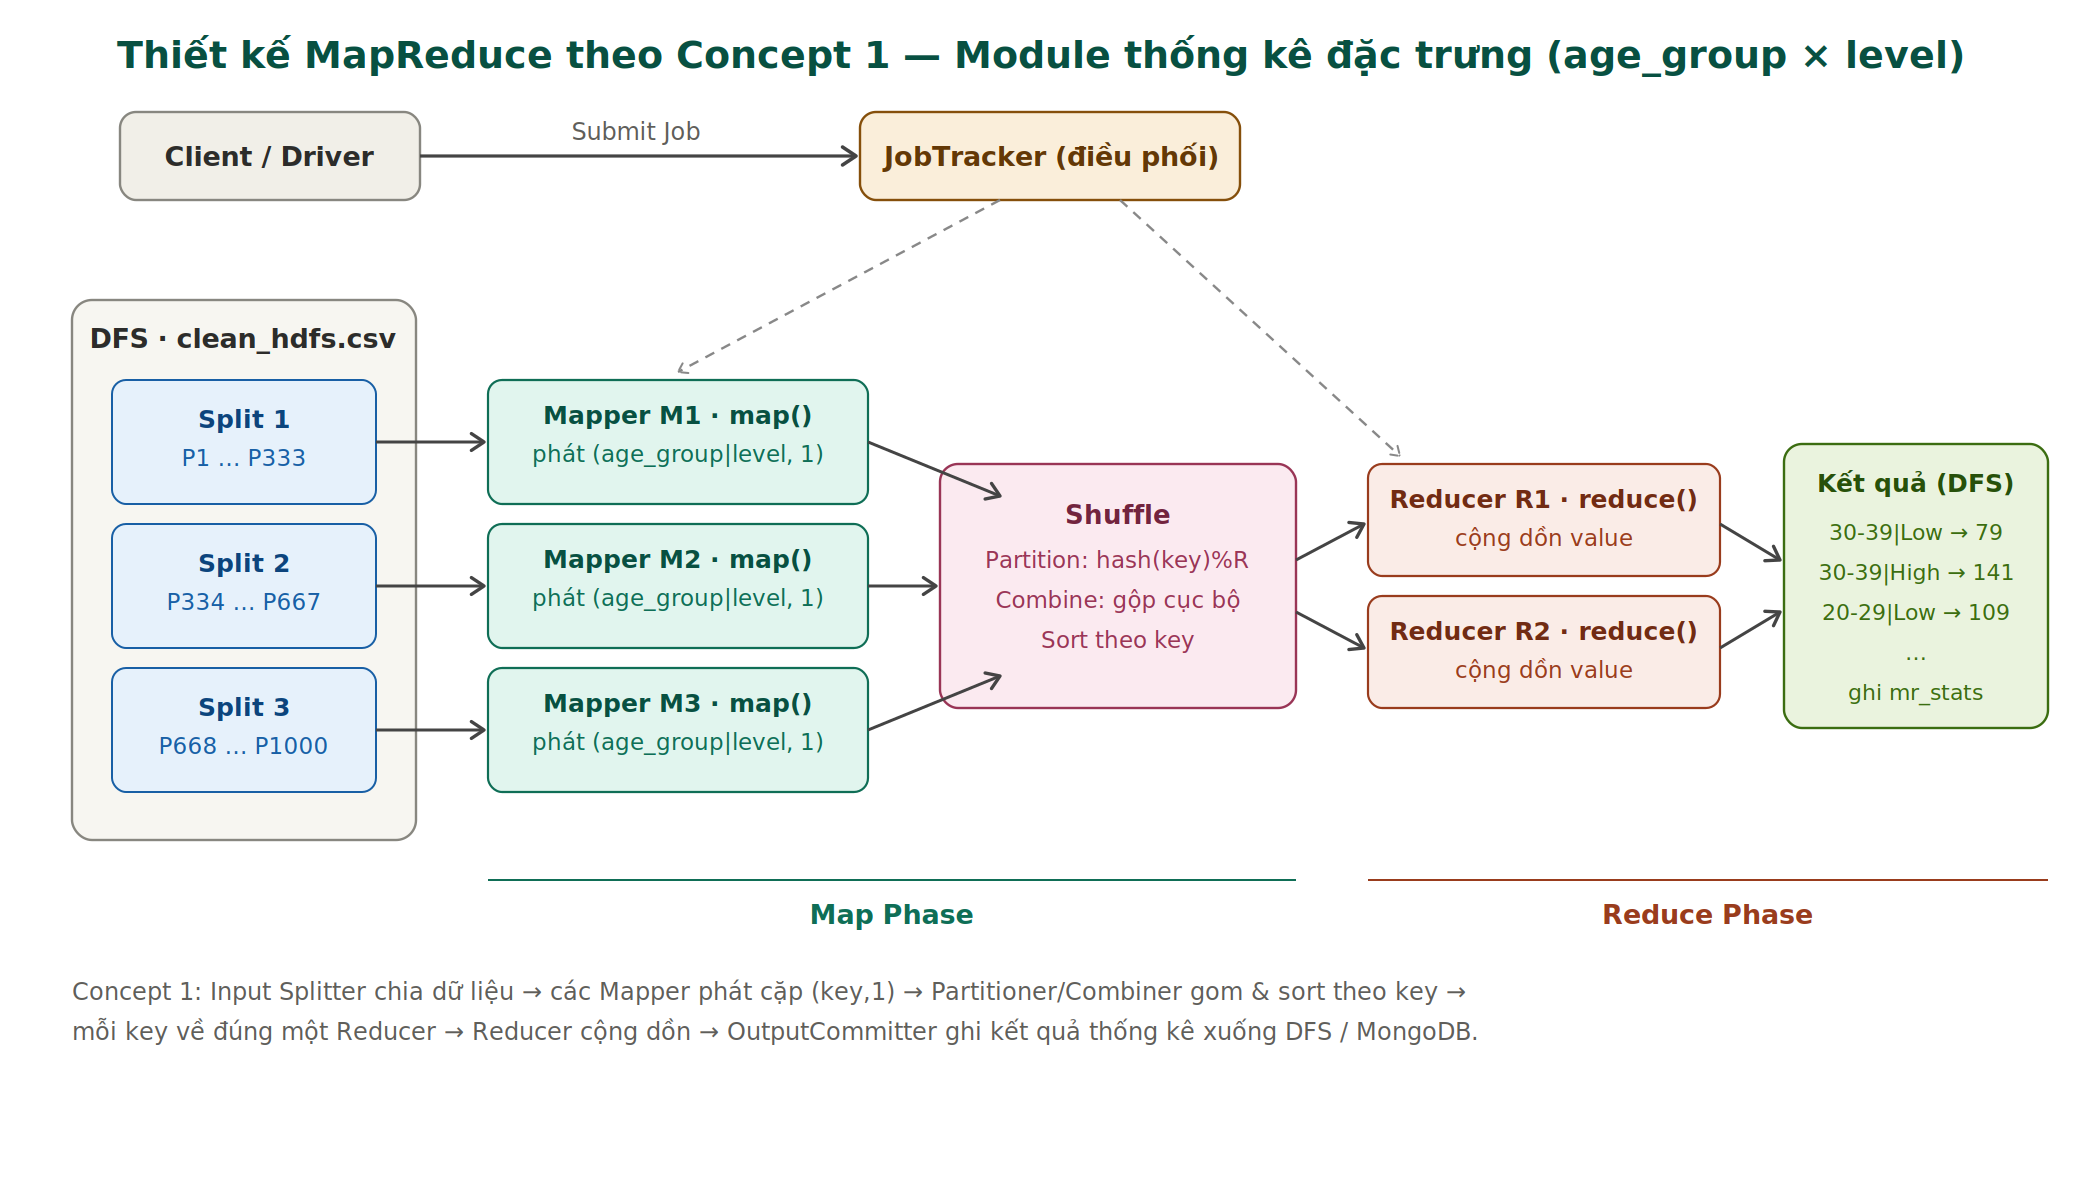 Thiết kế MapReduce theo Concept 1 — Module thống kê đặc trưng (age_group × level)
Client / Driver
Submit Job
JobTracker (điều phối)
DFS · clean_hdfs.csv
Split 1
P1 … P333
Split 2
P334 … P667
Split 3
P668 … P1000
Mapper M1 · map()
phát (age_group|level, 1)
Mapper M2 · map()
phát (age_group|level, 1)
Mapper M3 · map()
phát (age_group|level, 1)
Shuffle
Partition: hash(key)%R
Combine: gộp cục bộ
Sort theo key
Reducer R1 · reduce()
cộng dồn value
Reducer R2 · reduce()
cộng dồn value
Kết quả (DFS)
30-39|Low → 79
30-39|High → 141
20-29|Low → 109
…
ghi mr_stats
Map Phase
Reduce Phase
Concept 1: Input Splitter chia dữ liệu → các Mapper phát cặp (key,1) → Partitioner/Combiner gom & sort theo key →
mỗi key về đúng một Reducer → Reducer cộng dồn → OutputCommitter ghi kết quả thống kê xuống DFS / MongoDB.